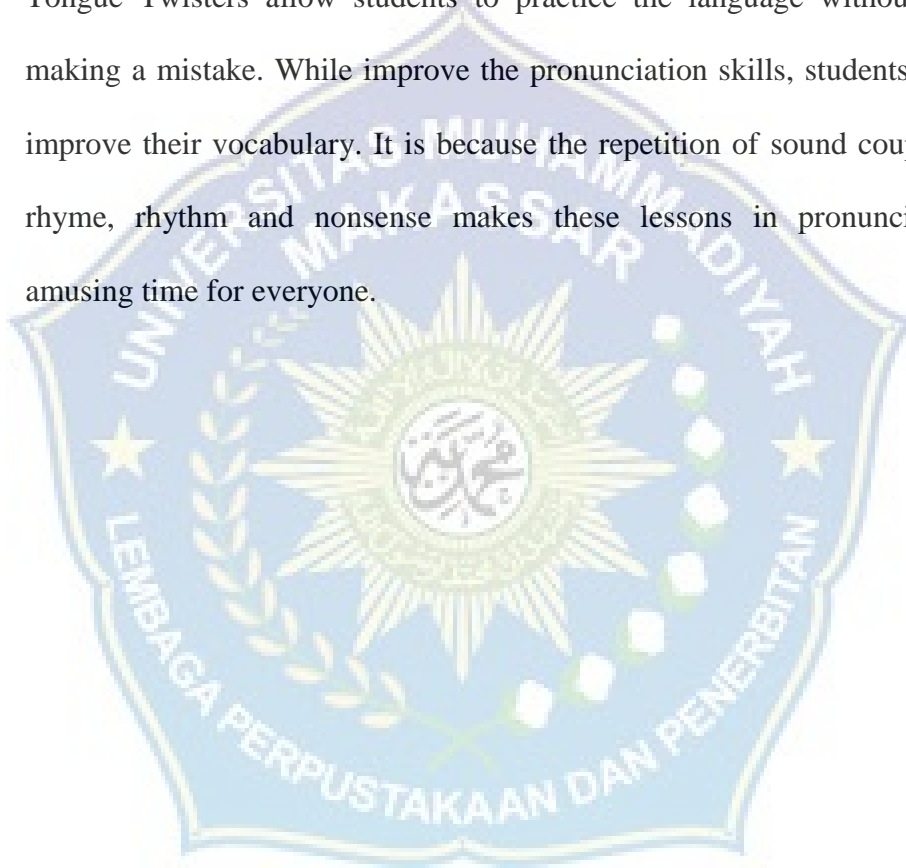 Tongue Twisters allow students to practice the language withou
making a mistake. While improve the pronunciation skills, students
improve their vocabulary. It is because the repetition of sound cou
rhyme, rhythm and nonsense makes these lessons in pronunci
amusing time for everyone.
UNIVERSITAS MUHAMMADIYAH
MAKASSAR
LEMBAGA PERPUSTAKAAN DAN PENERBITAN